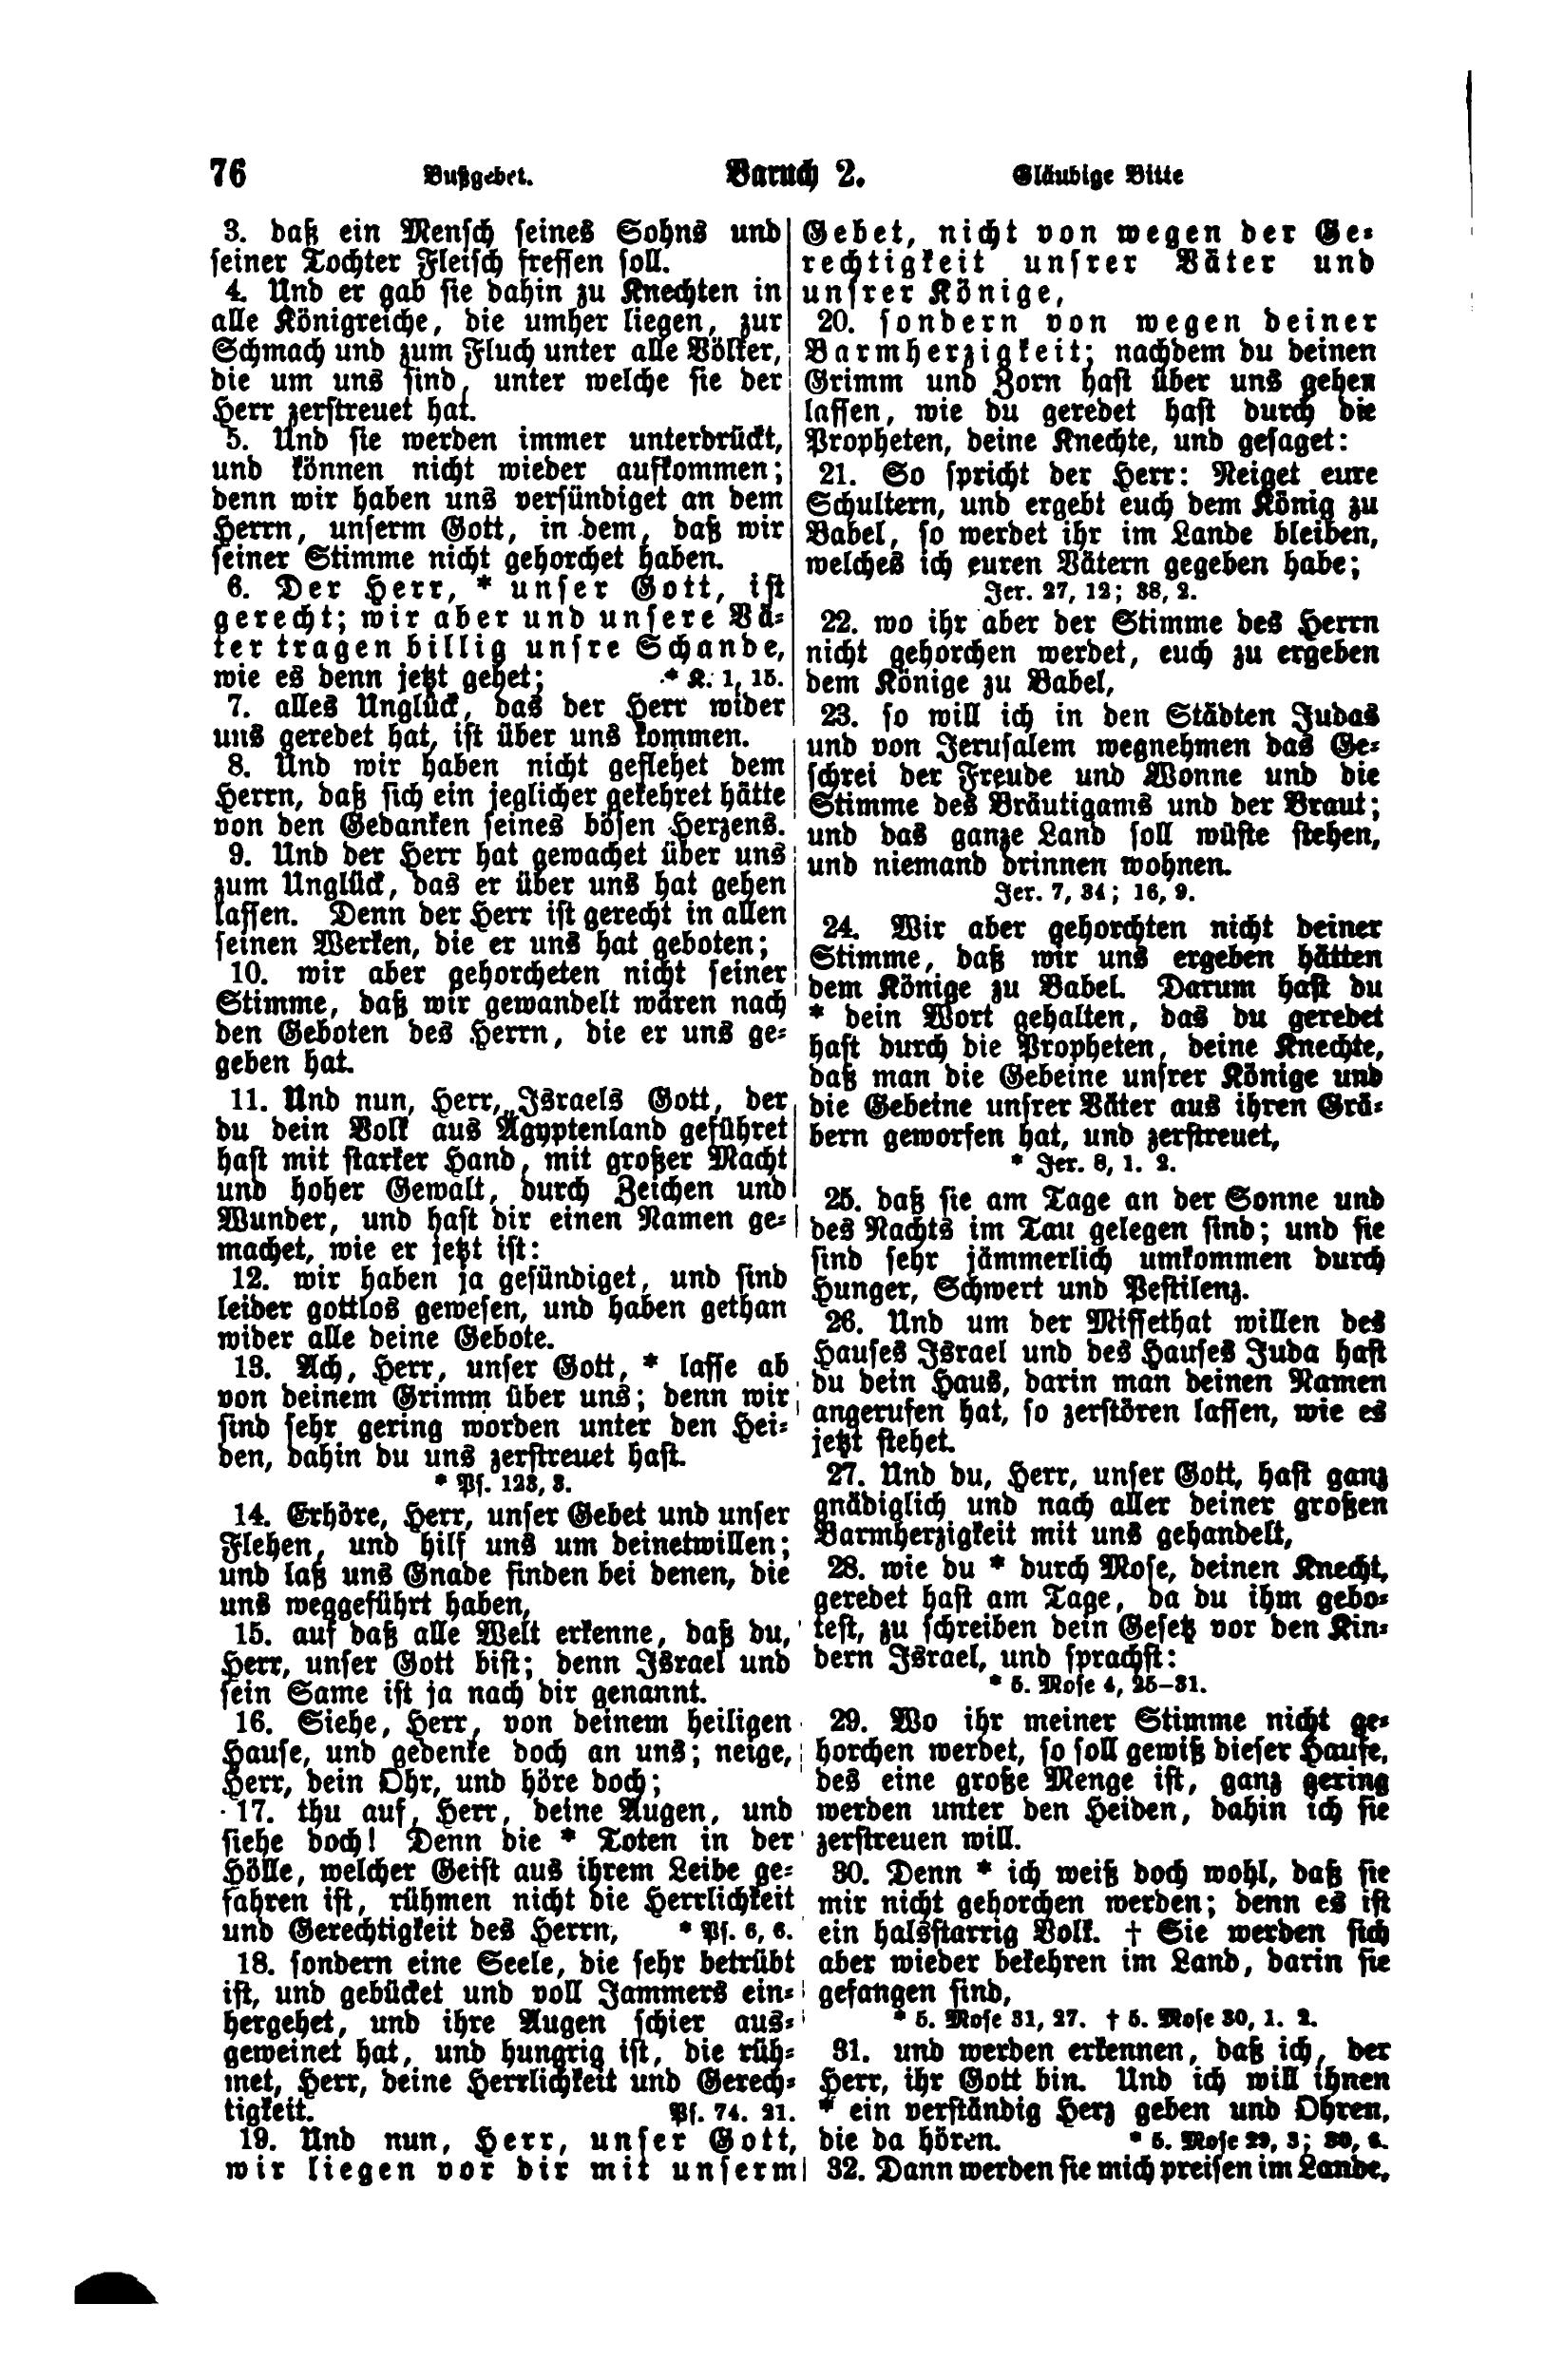 76 Bußgebet. Baruch 2. Gläubige Bitte
3. daß ein Mensch seines Sohns und
seiner Tochter Fleisch fressen soll.
4. Und er gab sie dahin zu Knechten in
alle Königreiche, die umher liegen, zur
Schmach und zum Fluch unter alle Völker,
die um uns sind, unter welche sie der
Herr zerstreuet hat.
5. Und sie werden immer unterdrückt,
und können nicht wieder aufkommen;
denn wir haben uns versündiget an dem
Herrn, unserm Gott, in dem, daß wir
seiner Stimme nicht gehorchet haben.
6. Der Herr, * unser Gott, ist
gerecht; wir aber und unsere Vä-
ter tragen billig unsre Schande,
wie es denn jetzt gehet; * K. 1, 15.
7. alles Unglück, das der Herr wider
uns geredet hat, ist über uns kommen.
8. Und wir haben nicht geflehet dem
Herrn, daß sich ein jeglicher gekehret hätte
von den Gedanken seines bösen Herzens.
9. Und der Herr hat gewachet über uns
zum Unglück, das er über uns hat gehen
lassen. Denn der Herr ist gerecht in allen
seinen Werken, die er uns hat geboten;
10. wir aber gehorcheten nicht seiner
Stimme, daß wir gewandelt wären nach
den Geboten des Herrn, die er uns ge-
geben hat.
11. Und nun, Herr, Israels Gott, der
du dein Volk aus Ägyptenland geführet
hast mit starker Hand, mit großer Macht
und hoher Gewalt, durch Zeichen und
Wunder, und hast dir einen Namen ge-
machet, wie er jetzt ist:
12. wir haben ja gesündiget, und sind
leider gottlos gewesen, und haben gethan
wider alle deine Gebote.
13. Ach, Herr, unser Gott, * lasse ab
von deinem Grimm über uns; denn wir
sind sehr gering worden unter den Hei-
den, dahin du uns zerstreuet hast.
* Ps. 123, 3.
14. Erhöre, Herr, unser Gebet und unser
Flehen, und hilf uns um deinetwillen;
und laß uns Gnade finden bei denen, die
uns weggeführt haben,
15. auf daß alle Welt erkenne, daß du,
Herr, unser Gott bist; denn Israel und
sein Same ist ja nach dir genannt.
16. Siehe, Herr, von deinem heiligen
Hause, und gedenke doch an uns; neige,
Herr, dein Ohr, und höre doch;
17. thu auf, Herr, deine Augen, und
siehe doch! Denn die * Toten in der
Hölle, welcher Geist aus ihrem Leibe ge-
fahren ist, rühmen nicht die Herrlichkeit
und Gerechtigkeit des Herrn, * Ps. 6, 6.
18. sondern eine Seele, die sehr betrübt
ist, und gebücket und voll Jammers ein-
hergehet, und ihre Augen schier aus-
geweinet hat, und hungrig ist, die rüh-
met, Herr, deine Herrlichkeit und Gerech-
tigkeit. Ps. 74. 21.
19. Und nun, Herr, unser Gott,
wir liegen vor dir mit unserm
Gebet, nicht von wegen der Ge-
rechtigkeit unsrer Väter und
unsrer Könige,
20. sondern von wegen deiner
Barmherzigkeit; nachdem du deinen
Grimm und Zorn hast über uns gehen
lassen, wie du geredet hast durch die
Propheten, deine Knechte, und gesaget:
21. So spricht der Herr: Neiget eure
Schultern, und ergebt euch dem König zu
Babel, so werdet ihr im Lande bleiben,
welches ich euren Vätern gegeben habe;
Jer. 27, 12; 38, 2.
22. wo ihr aber der Stimme des Herrn
nicht gehorchen werdet, euch zu ergeben
dem Könige zu Babel,
23. so will ich in den Städten Judas
und von Jerusalem wegnehmen das Ge-
schrei der Freude und Wonne und die
Stimme des Bräutigams und der Braut;
und das ganze Land soll wüste stehen,
und niemand drinnen wohnen.
Jer. 7, 34; 16, 9.
24. Wir aber gehorchten nicht deiner
Stimme, daß wir uns ergeben hätten
dem Könige zu Babel. Darum hast du
* dein Wort gehalten, das du geredet
hast durch die Propheten, deine Knechte,
daß man die Gebeine unsrer Könige und
die Gebeine unsrer Väter aus ihren Grä-
bern geworfen hat, und zerstreuet,
* Jer. 8, 1. 2.
25. daß sie am Tage an der Sonne und
des Nachts im Tau gelegen sind; und sie
sind sehr jämmerlich umkommen durch
Hunger, Schwert und Pestilenz.
26. Und um der Missethat willen des
Hauses Israel und des Hauses Juda hast
du dein Haus, darin man deinen Namen
angerufen hat, so zerstören lassen, wie es
jetzt stehet.
27. Und du, Herr, unser Gott, hast ganz
gnädiglich und nach aller deiner großen
Barmherzigkeit mit uns gehandelt,
28. wie du * durch Mose, deinen Knecht,
geredet hast am Tage, da du ihm gebo-
test, zu schreiben dein Gesetz vor den Kin-
dern Israel, und sprachst:
* 5. Mose 4, 25-31.
29. Wo ihr meiner Stimme nicht ge-
horchen werdet, so soll gewiß dieser Haufe,
des eine große Menge ist, ganz gering
werden unter den Heiden, dahin ich sie
zerstreuen will.
30. Denn * ich weiß doch wohl, daß sie
mir nicht gehorchen werden; denn es ist
ein halsstarrig Volk. † Sie werden sich
aber wieder bekehren im Land, darin sie
gefangen sind,
* 5. Mose 31, 27. † 5. Mose 30, 1. 2.
31. und werden erkennen, daß ich, der
Herr, ihr Gott bin. Und ich will ihnen
* ein verständig Herz geben und Ohren,
die da hören. * 5. Mose 29, 3; 30, 6.
32. Dann werden sie mich preisen im Lande,